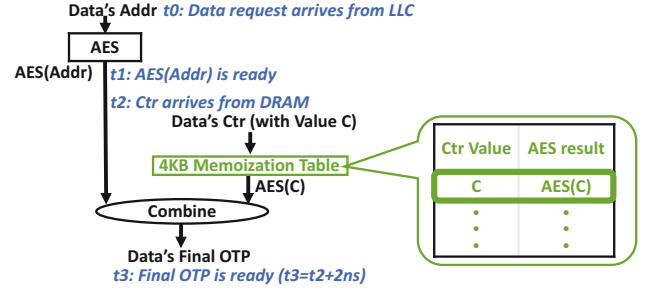 Data's Addr t0: Data request arrives from LLC
AES
AES(Addr) t1: AES(Addr) is ready
t2: Ctr arrives from DRAM
Data's Ctr (with Value C)
4KB Memoization Table
AES(C)
Combine
Data's Final OTP
t3: Final OTP is ready (t3=t2+2ns)
Ctr Value AES result
C AES(C)